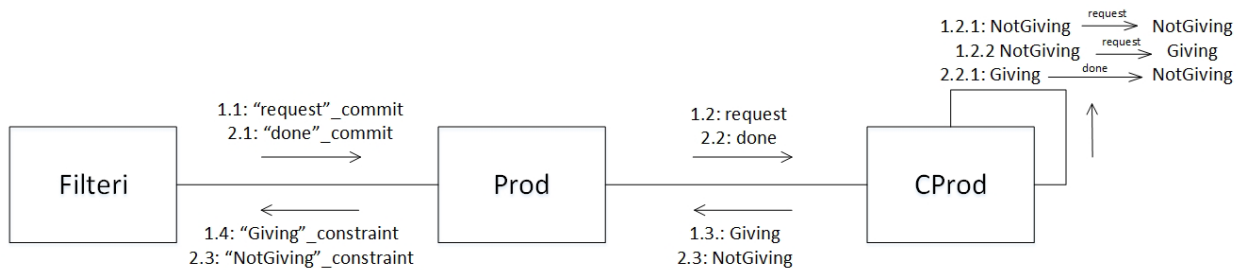 1.2.1: NotGiving request NotGiving
1.2.2 NotGiving request Giving
2.2.1: Giving done NotGiving
1.1: “request”_commit
2.1: “done”_commit
1.2: request
2.2: done
Filteri
Prod
CProd
1.4: “Giving”_constraint
2.3: “NotGiving”_constraint
1.3.: Giving
2.3: NotGiving